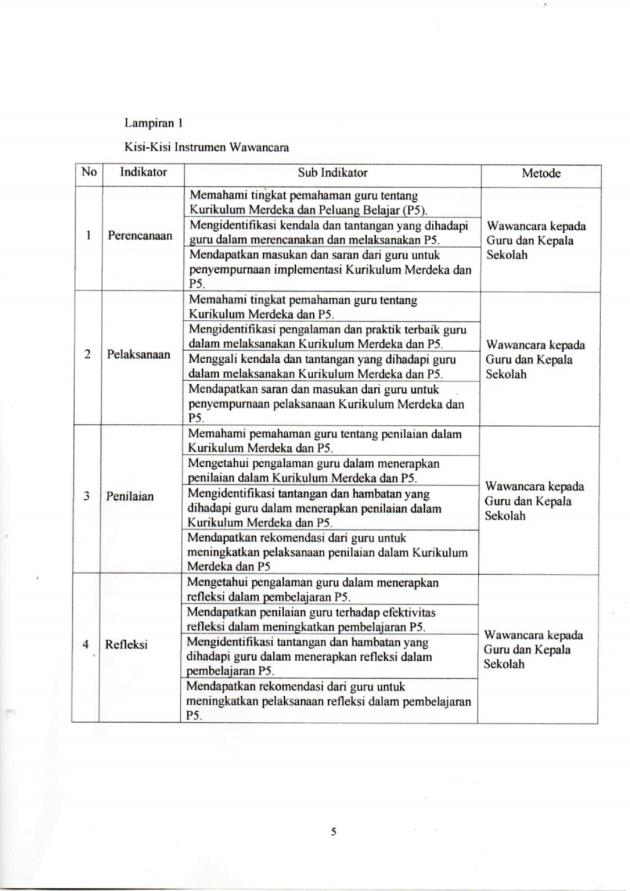 Lampiran 1
Kisi-Kisi Instrumen Wawancara
No Indikator Sub Indikator Metode
1 Perencanaan
Memahami tingkat pemahaman guru tentang
Kurikulum Merdeka dan Peluang Belajar (P5).
Mengidentifikasi kendala dan tantangan yang dihadapi
guru dalam merencanakan dan melaksanakan P5.
Mendapatkan masukan dan saran dari guru untuk
penyempurnaan implementasi Kurikulum Merdeka dan
P5.
Wawancara kepada
Guru dan Kepala
Sekolah
2 Pelaksanaan
Memahami tingkat pemahaman guru tentang
Kurikulum Merdeka dan P5.
Mengidentifikasi pengalaman dan praktik terbaik guru
dalam melaksanakan Kurikulum Merdeka dan P5.
Menggali kendala dan tantangan yang dihadapi guru
dalam melaksanakan Kurikulum Merdeka dan P5.
Mendapatkan saran dan masukan dari guru untuk
penyempurnaan pelaksanaan Kurikulum Merdeka dan
P5.
Wawancara kepada
Guru dan Kepala
Sekolah
3 Penilaian
Memahami pemahaman guru tentang penilaian dalam
Kurikulum Merdeka dan P5.
Mengetahui pengalaman guru dalam menerapkan
penilaian dalam Kurikulum Merdeka dan P5.
Mengidentifikasi tantangan dan hambatan yang
dihadapi guru dalam menerapkan penilaian dalam
Kurikulum Merdeka dan P5.
Mendapatkan rekomendasi dari guru untuk
meningkatkan pelaksanaan penilaian dalam Kurikulum
Merdeka dan P5
Wawancara kepada
Guru dan Kepala
Sekolah
4 Refleksi
Mengetahui pengalaman guru dalam menerapkan
refleksi dalam pembelajaran P5.
Mendapatkan penilaian guru terhadap efektivitas
refleksi dalam meningkatkan pembelajaran P5.
Mengidentifikasi tantangan dan hambatan yang
dihadapi guru dalam menerapkan refleksi dalam
pembelajaran P5.
Mendapatkan rekomendasi dari guru untuk
meningkatkan pelaksanaan refleksi dalam pembelajaran
P5.
Wawancara kepada
Guru dan Kepala
Sekolah
5